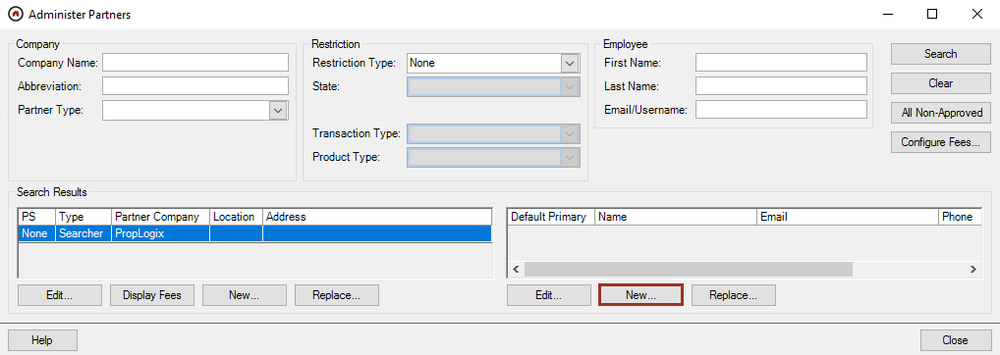 Administer Partners
Company
Company Name:
Abbreviation:
Partner Type:
Restriction
Restriction Type: None
State:
Transaction Type:
Product Type:
Employee
First Name:
Last Name:
Email/Username:
Search
Clear
All Non-Approved
Configure Fees...
Search Results
PS Type Partner Company Location Address
None Searcher PropLogix
Edit... Display Fees New... Replace...
Default Primary Name Email Phone
Edit... New... Replace...
Help Close